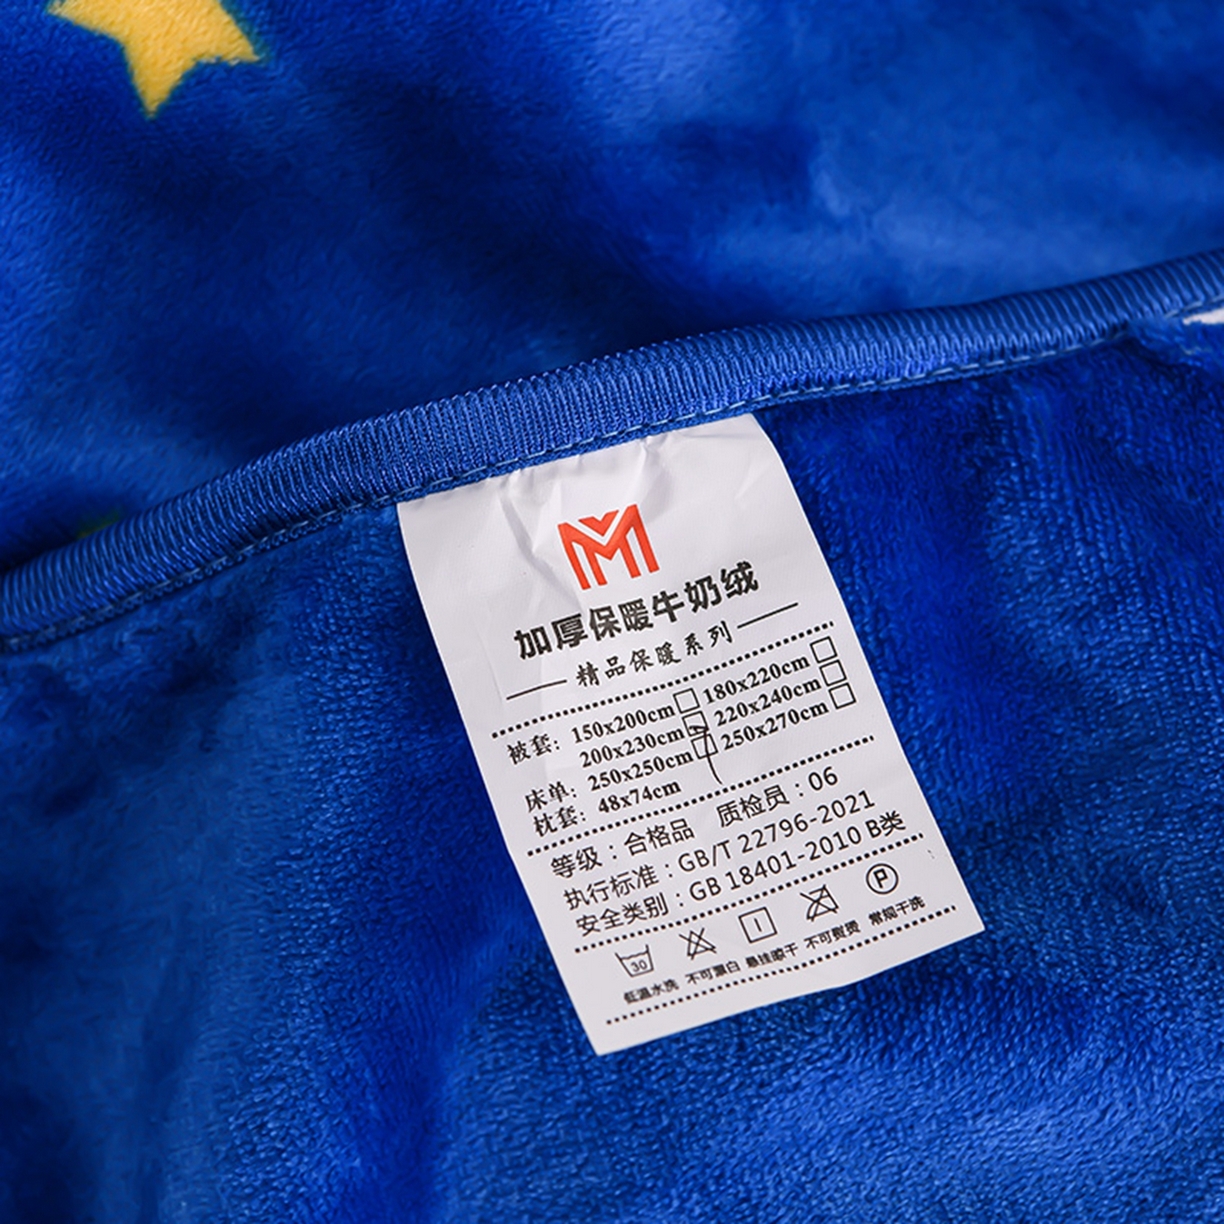 加厚保暖牛奶绒
精品保暖系列
被套: 150x200cm 180x220cm
200x230cm 220x240cm
床单: 250x250cm 250x270cm
枕套: 48x74cm
等级:合格品 质检员:06
执行标准:GB/T 22796-2021
安全类别:GB 18401-2010 B类
30 P
低温水洗 不可漂白 悬挂晾干 不可熨烫 常规干洗